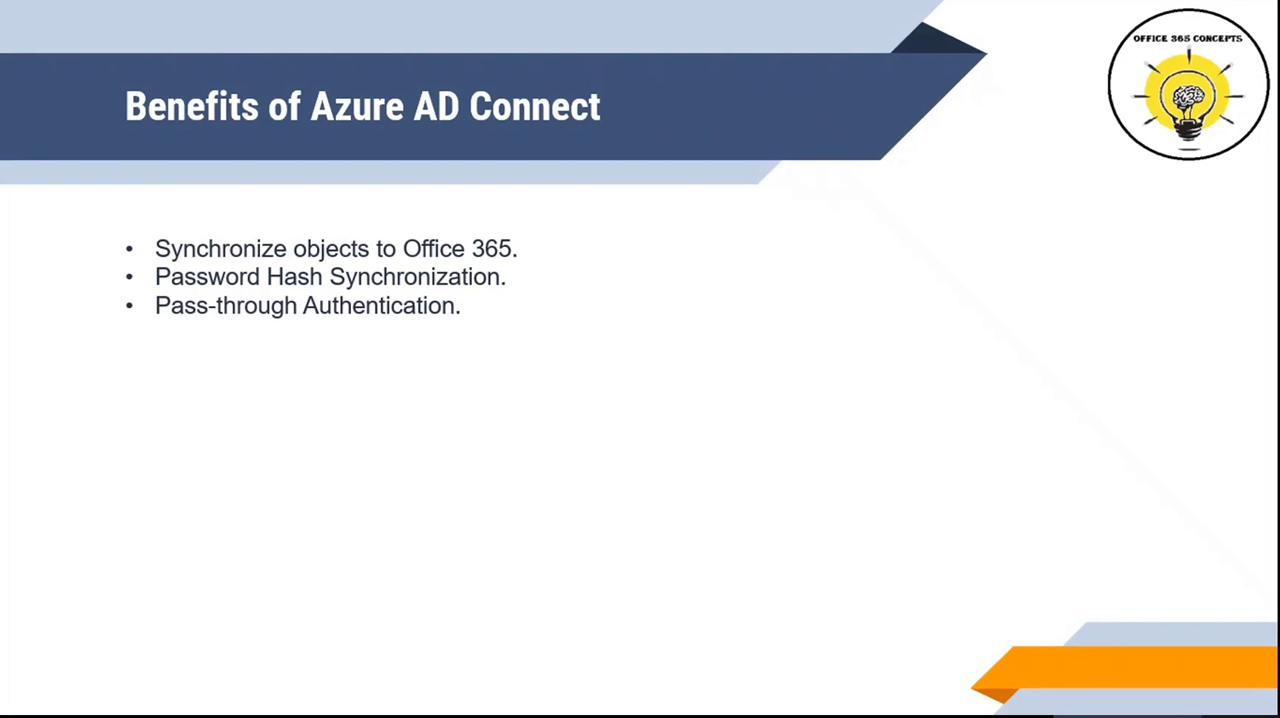 OFFICE 365 CONCEPTS
Benefits of Azure AD Connect
• Synchronize objects to Office 365.
• Password Hash Synchronization.
• Pass-through Authentication.